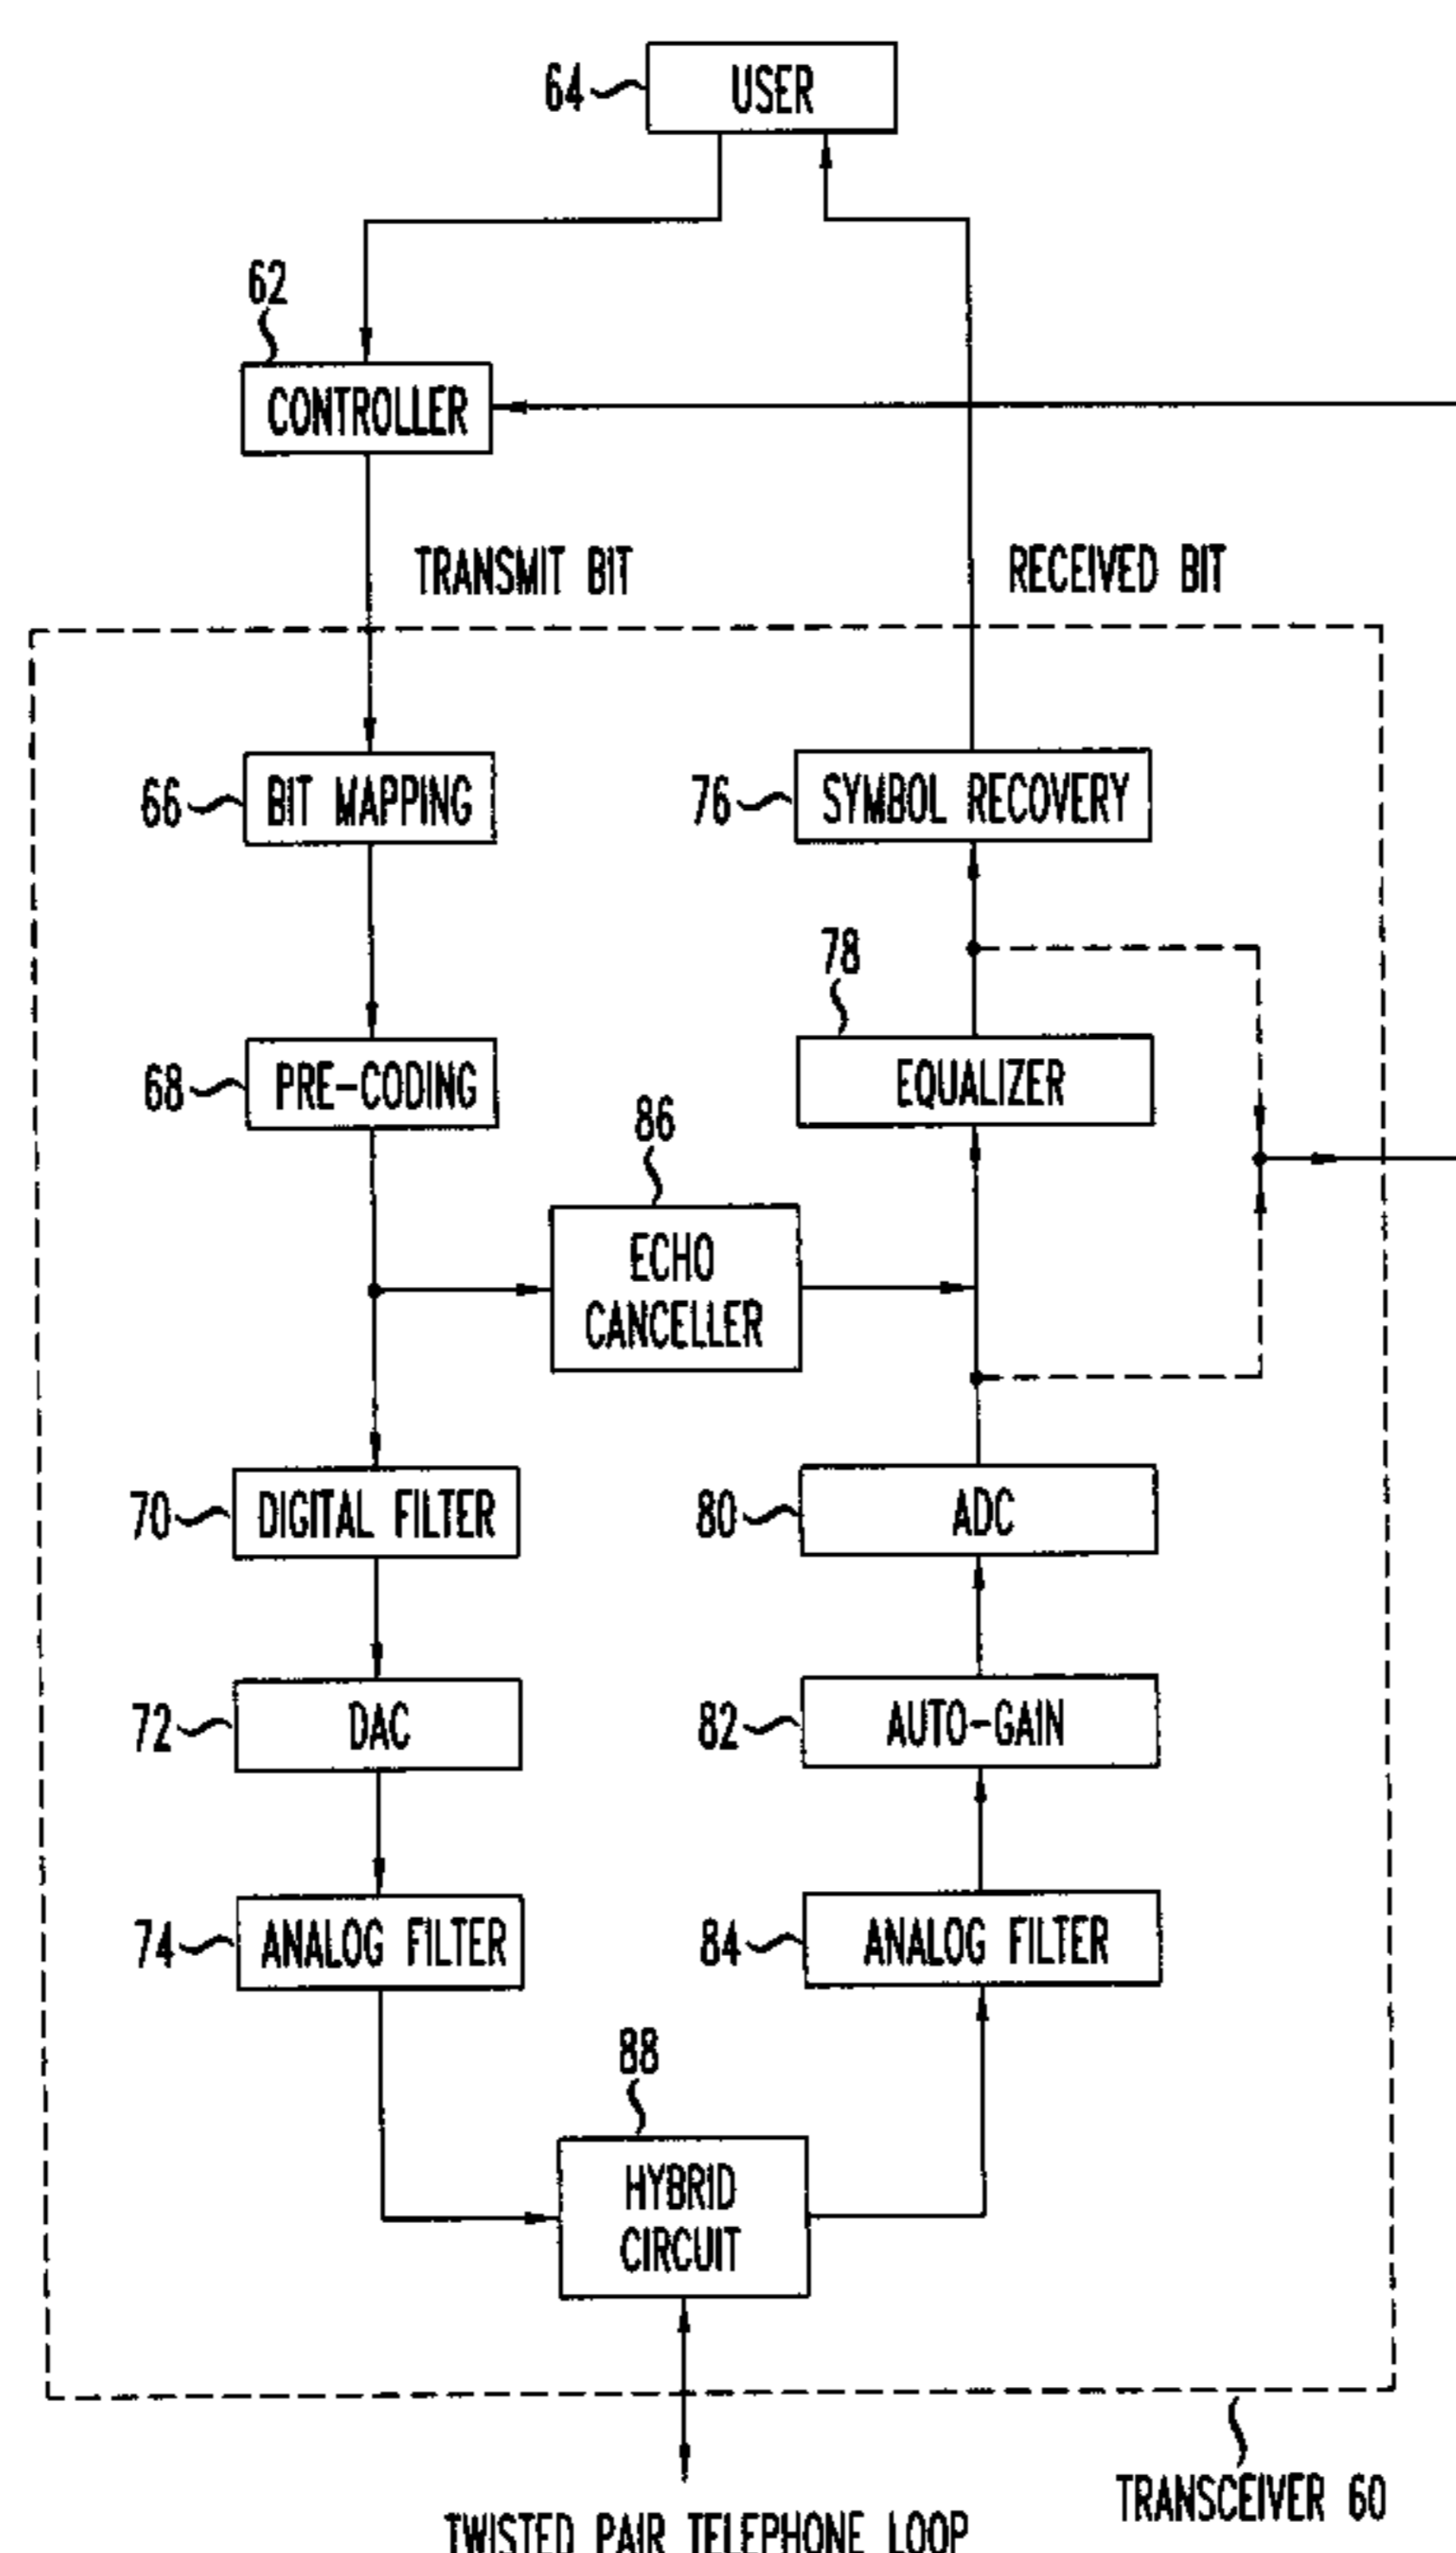 64
USER
62
CONTROLLER
TRANSMIT BIT
RECEIVED BIT
66
BIT MAPPING
76
SYMBOL RECOVERY
78
68
PRE-CODING
EQUALIZER
86
ECHO
CANCELLER
70
DIGITAL FILTER
80
ADC
72
DAC
82
AUTO-GAIN
74
ANALOG FILTER
84
ANALOG FILTER
88
HYBRID
CIRCUIT
TRANSCEIVER 60
TWISTED PAIR TELEPHONE LOOP